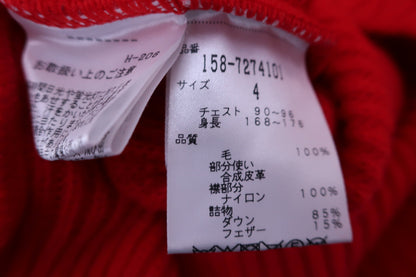 H-206
お取扱い上のご注意
品番
158-7274101
サイズ
4
チェスト 90～98
身長 168～176
品質
毛 100%
部分使い
合成皮革
襟部分
ナイロン 100%
詰物
ダウン 85%
フェザー 15%